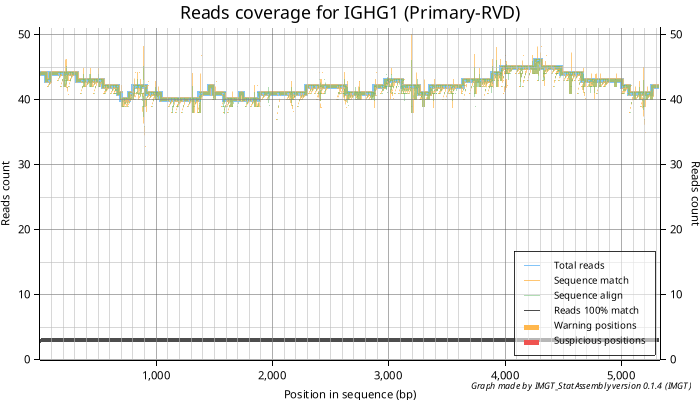 Reads coverage for IGHG1 (Primary-RVD)
50
50
40
40
30
30
20
20
10
10
0
0
Reads count
Reads count
Total reads
Sequence match
Sequence align
Reads 100% match
Warning positions
Suspicious positions
1,000
2,000
3,000
4,000
5,000
Position in sequence (bp)
Graph made by IMGT_StatAssembly version 0.1.4 (IMGT)